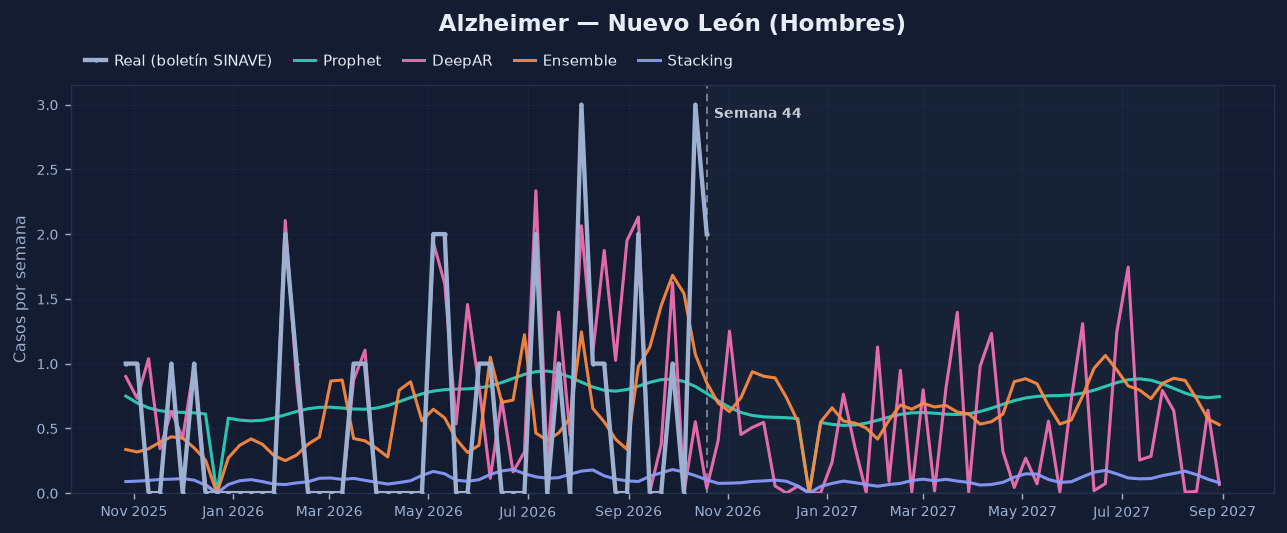 Alzheimer — Nuevo León (Hombres)
Real (boletín SINAVE) Prophet DeepAR Ensemble Stacking
Semana 44
Casos por semana
3.0
2.5
2.0
1.5
1.0
0.5
0.0
Nov 2025 Jan 2026 Mar 2026 May 2026 Jul 2026 Sep 2026 Nov 2026 Jan 2027 Mar 2027 May 2027 Jul 2027 Sep 2027